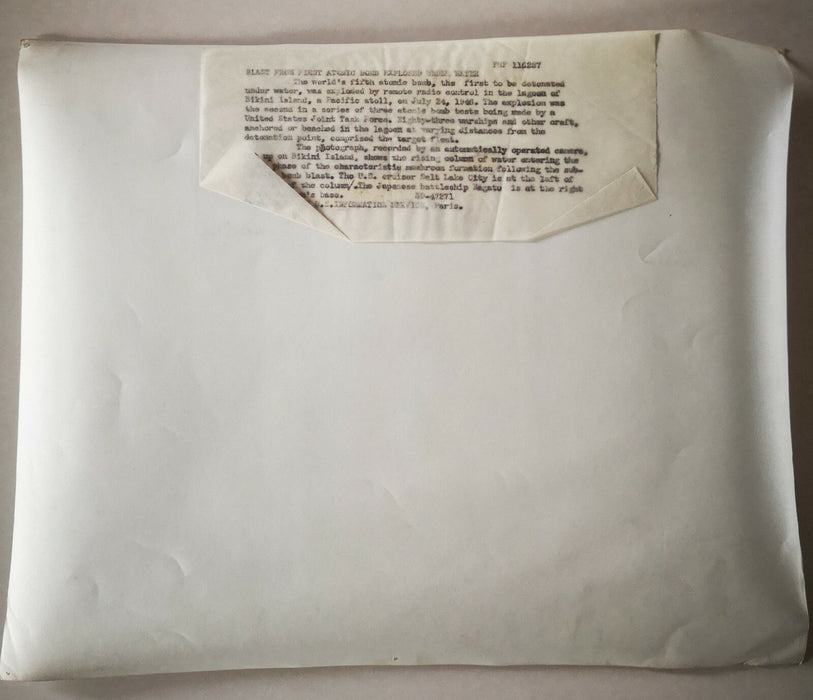 PRP 116287
BLAST FROM FIRST ATOMIC BOMB EXPLODED UNDER WATER
The world's fifth atomic bomb, the first to be detonated
under water, was exploded by remote radio control in the lagoon of
Bikini Island, a Pacific atoll, on July 24, 1946. The explosion was
the second in a series of three atomic bomb tests being made by a
United States Joint Task Force. Eighty-three warships and other craft,
anchored or beached in the lagoon at varying distances from the
detonation point, comprised the target fleet.
The photograph, recorded by an automatically operated camera,
up on Bikini Island, shows the rising column of water entering the
phase of the characteristic mushroom formation following the sub-
bomb blast. The U.S. cruiser Salt Lake City is at the left of
the column/.The Japanese battleship Nagato is at the right
's base. 50-47271
U.S.INFORMATION SERVICE, Paris.